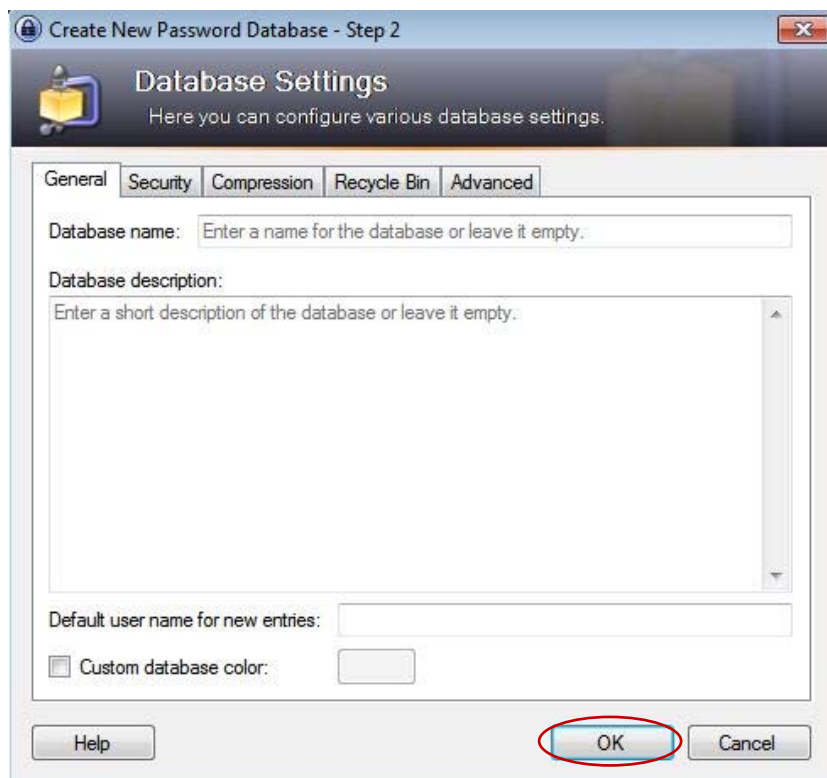 Create New Password Database - Step 2
Database Settings
Here you can configure various database settings.
General Security Compression Recycle Bin Advanced
Database name: Enter a name for the database or leave it empty.
Database description:
Enter a short description of the database or leave it empty.
Default user name for new entries:
Custom database color:
Help OK Cancel